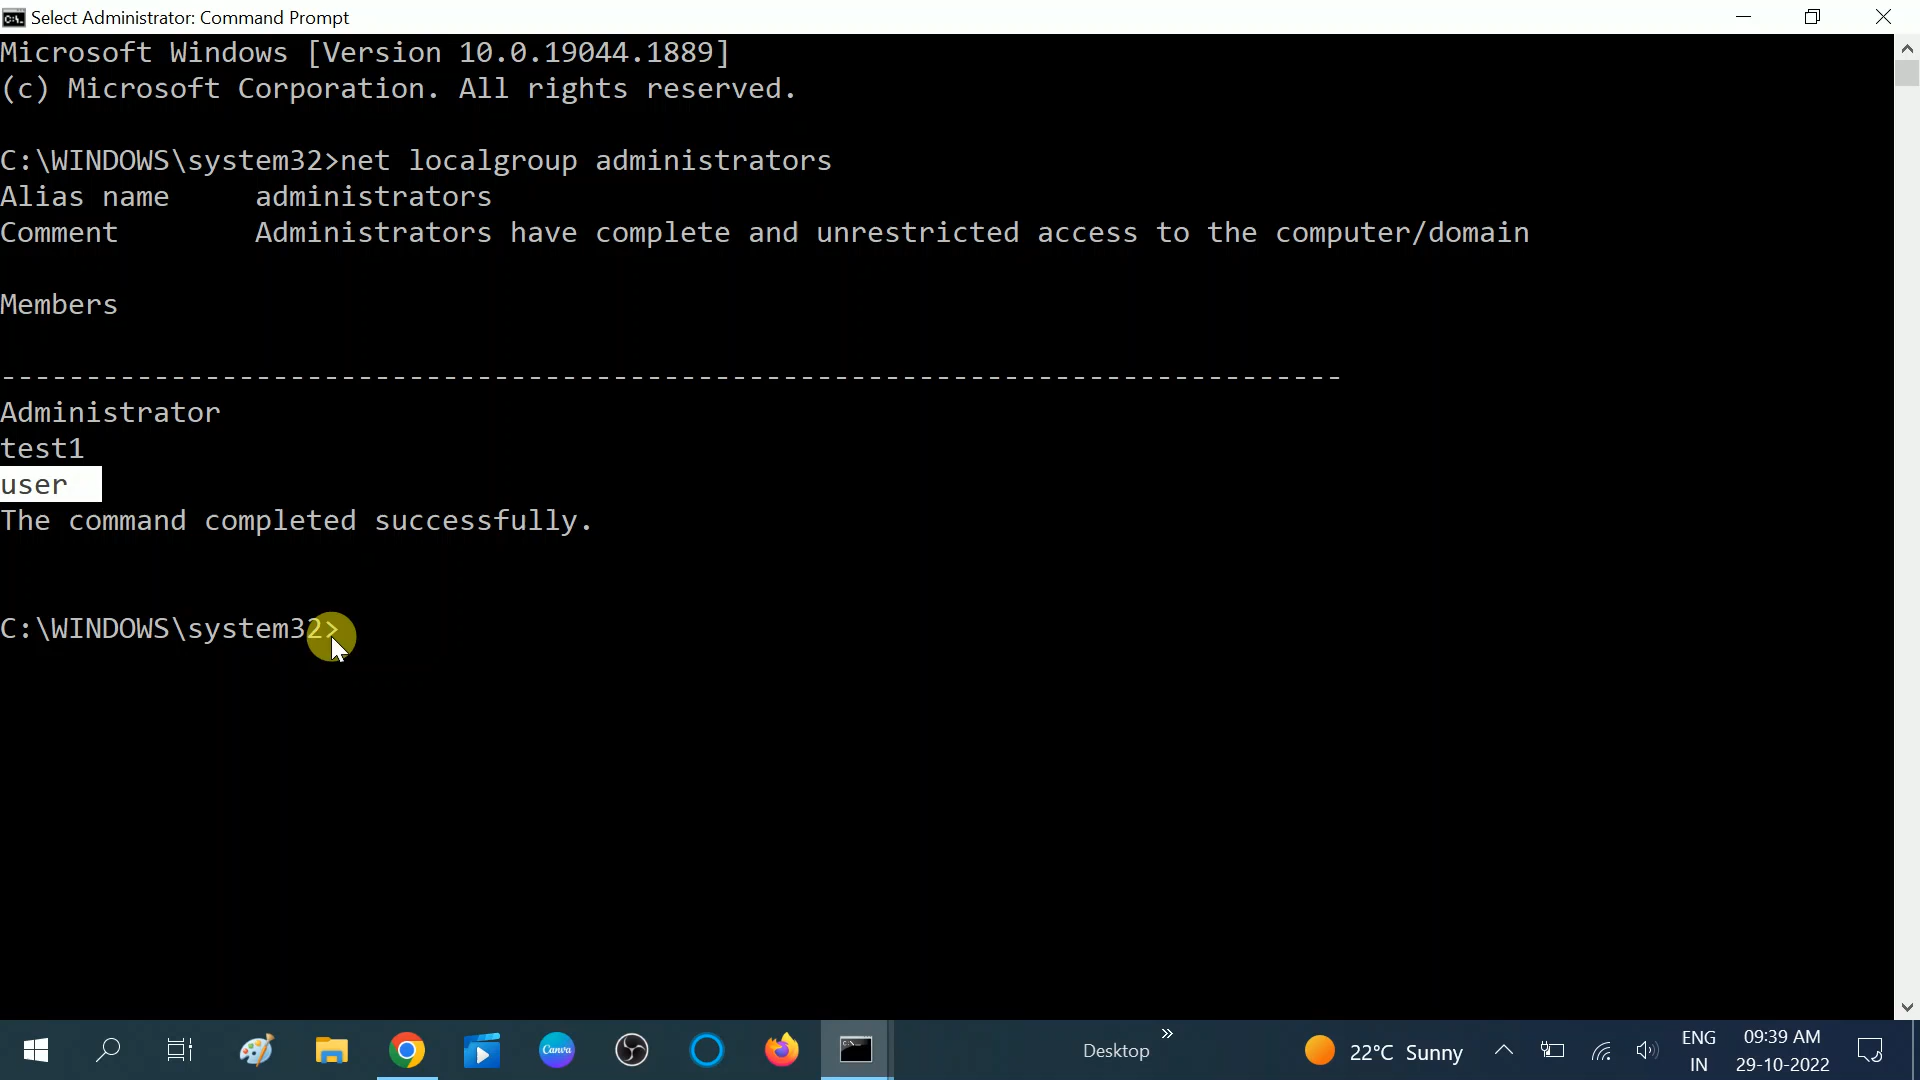 Select Administrator: Command Prompt
Microsoft Windows [Version 10.0.19044.1889]
(c) Microsoft Corporation. All rights reserved.
C:\WINDOWS\system32>net localgroup administrators
Alias name     administrators
Comment        Administrators have complete and unrestricted access to the computer/domain
Members
-------------------------------------------------------------------------------
Administrator
test1
user
The command completed successfully.
C:\WINDOWS\system32>
Canva
Desktop
22°C Sunny
ENG
IN
09:39 AM
29-10-2022